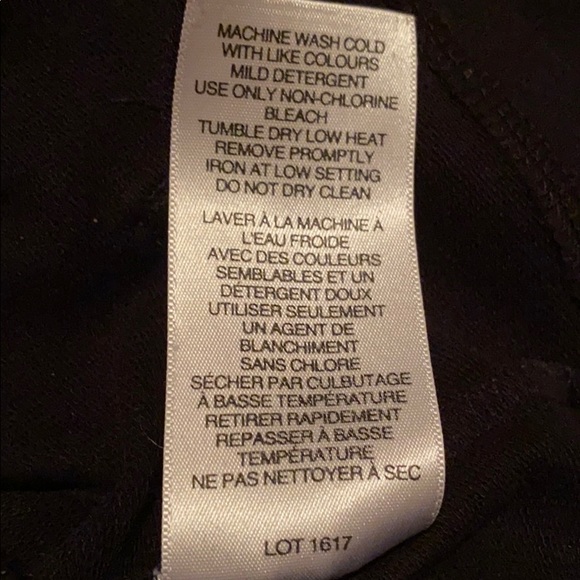 MACHINE WASH COLD
WITH LIKE COLOURS
MILD DETERGENT
USE ONLY NON-CHLORINE
BLEACH
TUMBLE DRY LOW HEAT
REMOVE PROMPTLY
IRON AT LOW SETTING
DO NOT DRY CLEAN
LAVER À LA MACHINE À
L'EAU FROIDE
AVEC DES COULEURS
SEMBLABLES ET UN
DÉTERGENT DOUX
UTILISER SEULEMENT
UN AGENT DE
BLANCHIMENT
SANS CHLORE
SÉCHER PAR CULBUTAGE
À BASSE TEMPÉRATURE
RETIRER RAPIDEMENT
REPASSER À BASSE
TEMPÉRATURE
NE PAS NETTOYER À SEC
LOT 1617